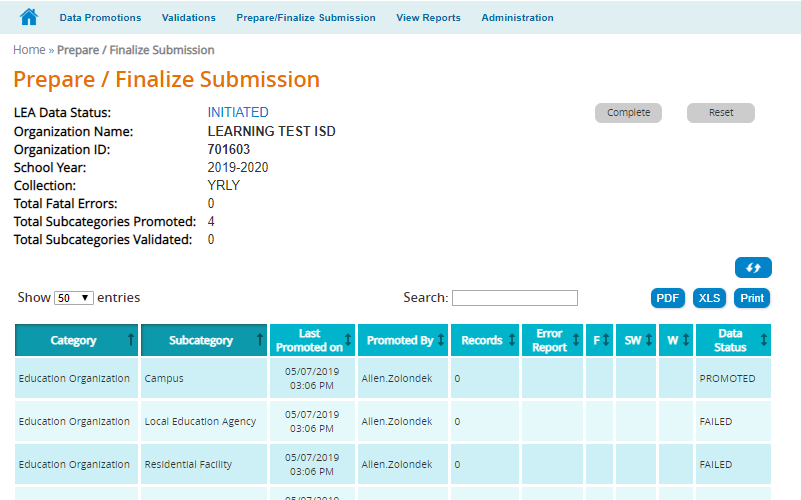 Data Promotions Validations Prepare/Finalize Submission View Reports Administration
Home » Prepare / Finalize Submission
Prepare / Finalize Submission
LEA Data Status: INITIATED Complete Reset
Organization Name: LEARNING TEST ISD
Organization ID: 701603
School Year: 2019-2020
Collection: YRLY
Total Fatal Errors: 0
Total Subcategories Promoted: 4
Total Subcategories Validated: 0
Show 50 entries Search: PDF XLS Print
Category Subcategory Last Promoted on Promoted By Records Error Report F SW W Data Status
Education Organization Campus 05/07/2019 03:06 PM Allen.Zolondek 0 PROMOTED
Education Organization Local Education Agency 05/07/2019 03:06 PM Allen.Zolondek 0 FAILED
Education Organization Residential Facility 05/07/2019 03:06 PM Allen.Zolondek 0 FAILED